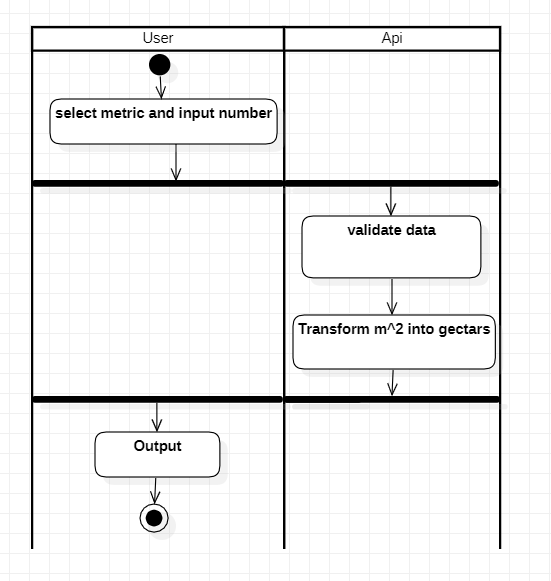 User
Api
select metric and input number
validate data
Transform m^2 into gectars
Output